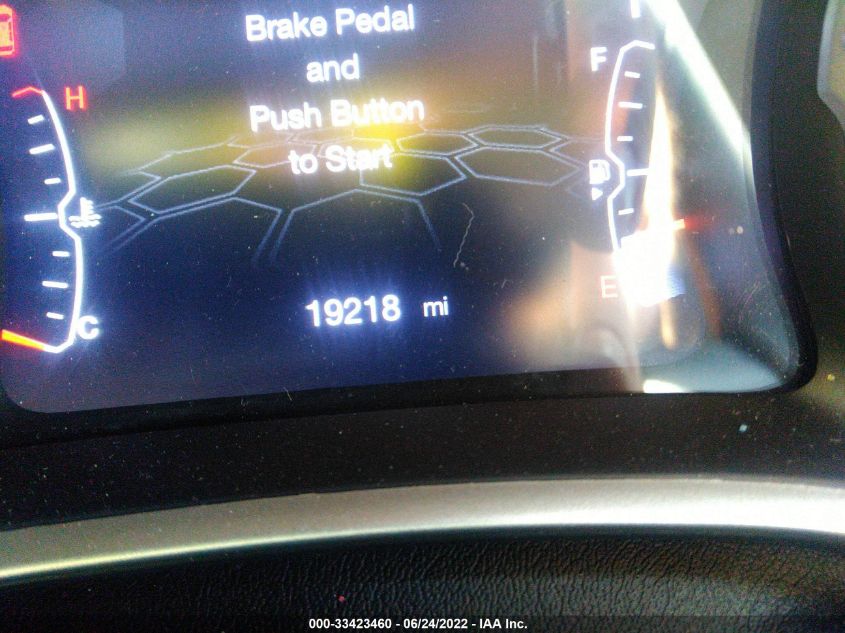 Brake Pedal
and
Push Button
to Start
H
F
C
E
19218 mi
000-33423460 - 06/24/2022 - IAA Inc.